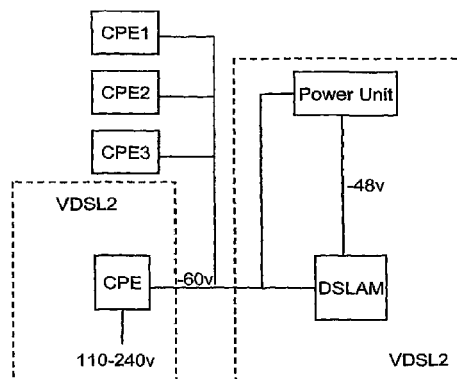 CPE1
CPE2
Power Unit
CPE3
-48v
VDSL2
-60v
CPE
DSLAM
110-240v
VDSL2